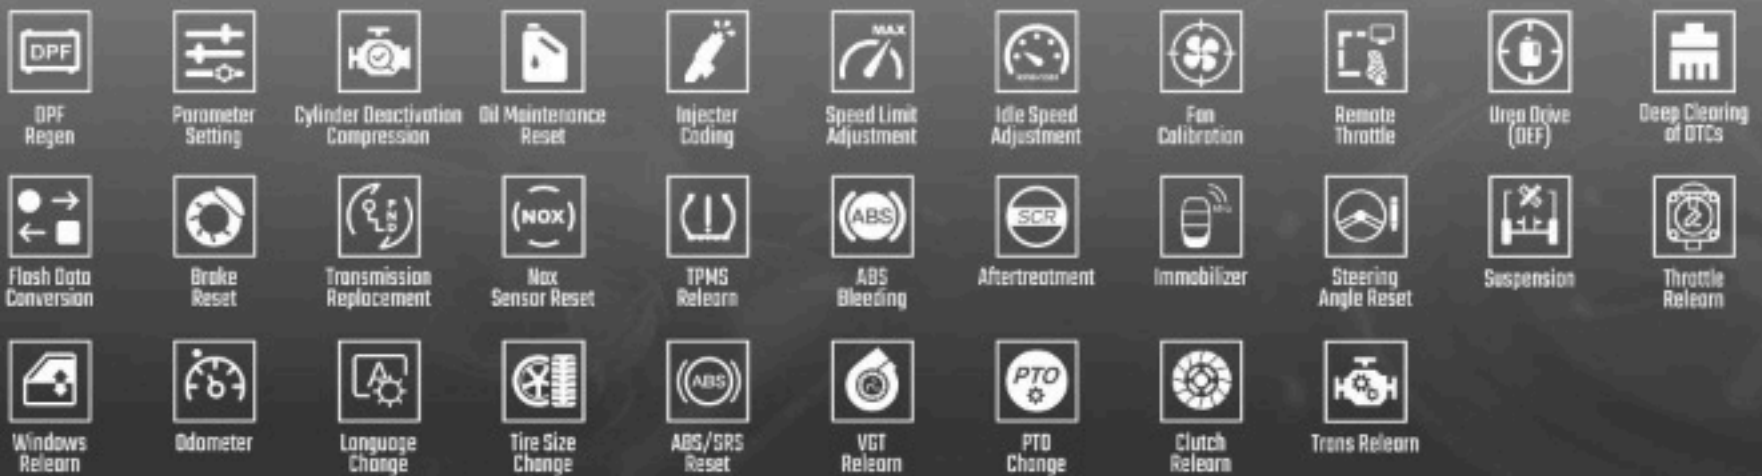 DPF
DPF
Regen
Parameter
Setting
Cylinder Deactivation
Compression
Oil Maintenance
Reset
Injecter
Coding
MAX
Speed Limit
Adjustment
Idle Speed
Adjustment
Fan
Calibration
Remote
Throttle
Urea Drive
(DEF)
Deep Clearing
of DTCs
Flash Data
Conversion
Brake
Reset
P
R
N
D
Transmission
Replacement
(NOX)
Nox
Sensor Reset
TPMS
Relearn
ABS
ABS
Bleeding
SCR
Aftertreatment
Immobilizer
Steering
Angle Reset
Suspension
Throttle
Relearn
Windows
Relearn
Odometer
A
Language
Change
Tire Size
Change
ABS
ABS/SRS
Reset
VGT
Relearn
PTO
PTO
Change
Clutch
Relearn
Trans Relearn